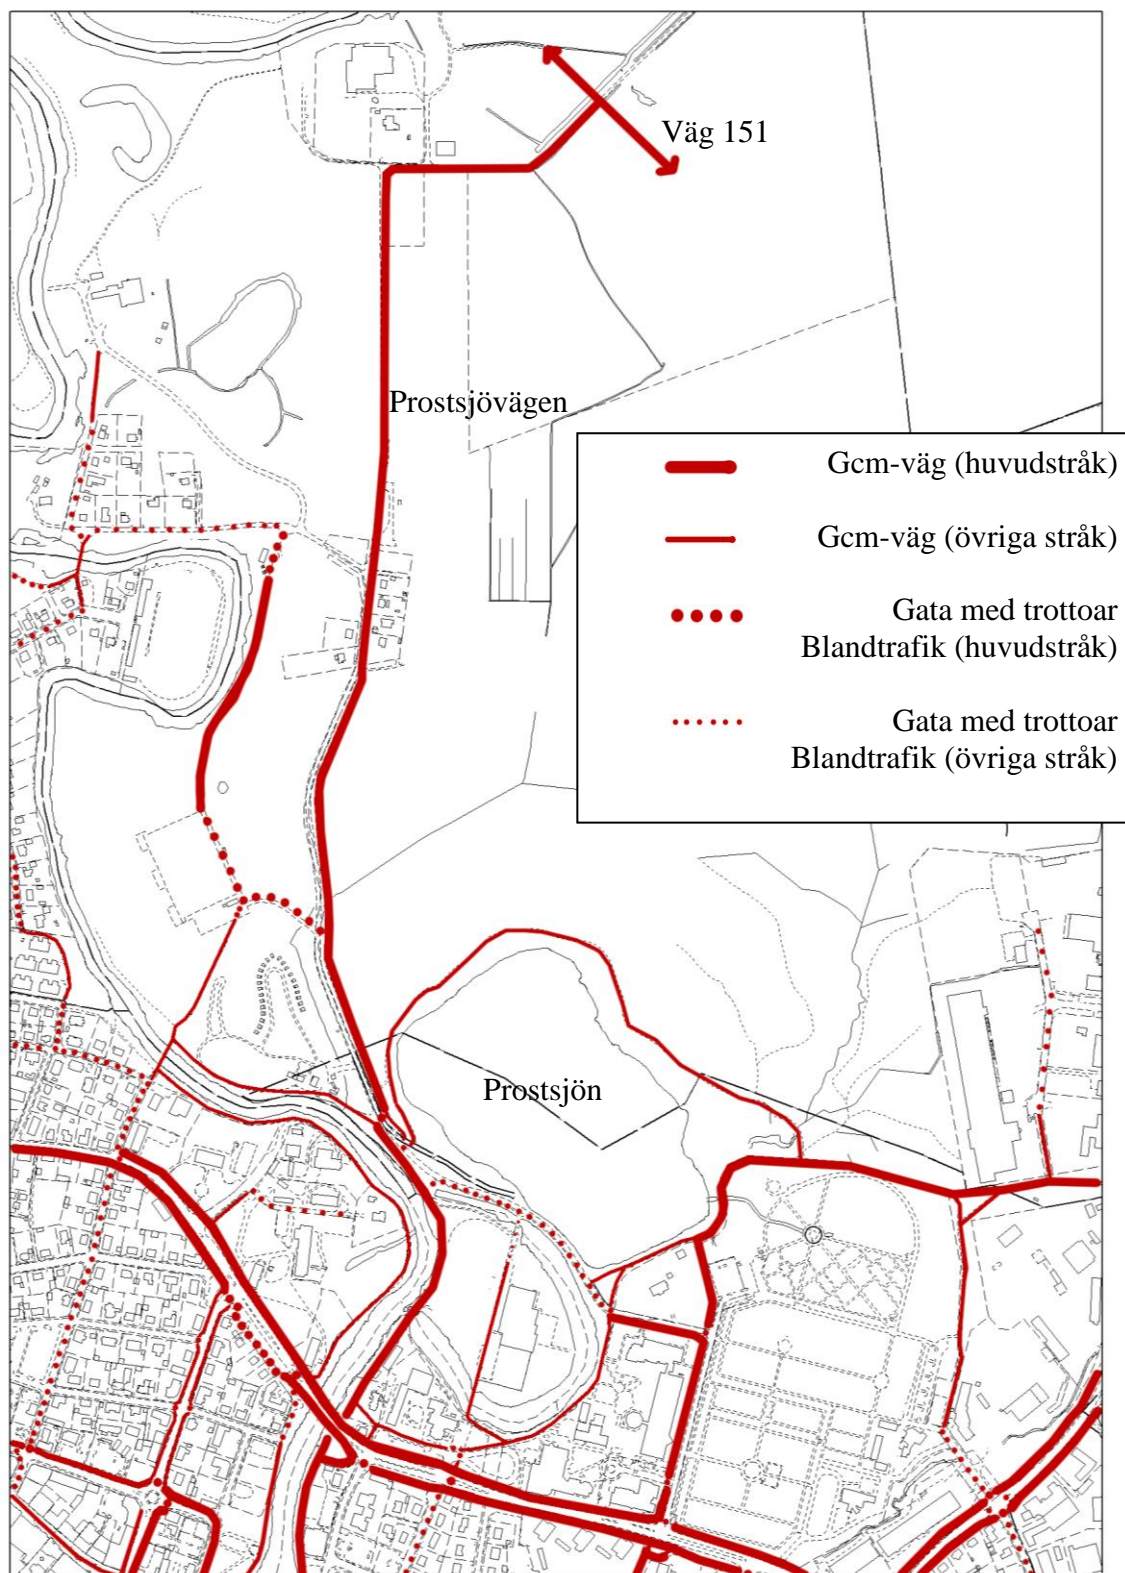 Väg 151
Prostsjövägen
Gcm-väg (huvudstråk)
Gcm-väg (övriga stråk)
Gata med trottoar
Blandtrafik (huvudstråk)
Gata med trottoar
Blandtrafik (övriga stråk)
Prostsjön